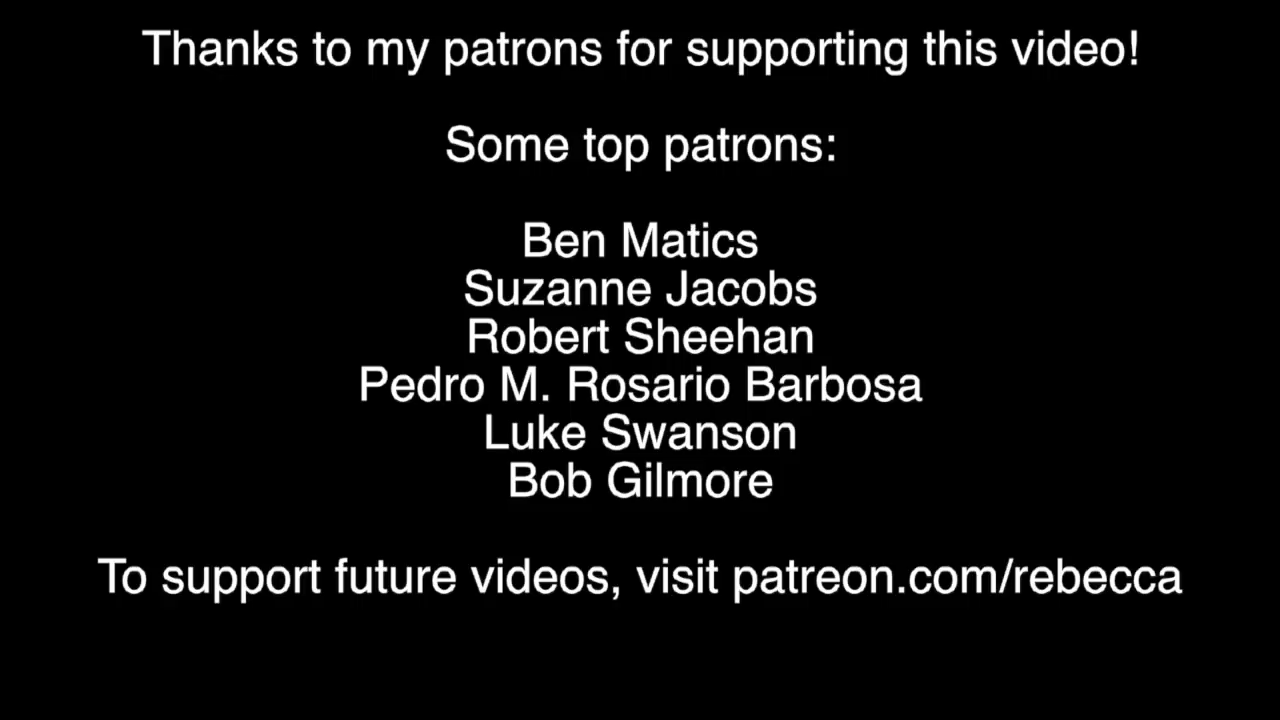 Thanks to my patrons for supporting this video!
Some top patrons:
Ben Matics
Suzanne Jacobs
Robert Sheehan
Pedro M. Rosario Barbosa
Luke Swanson
Bob Gilmore
To support future videos, visit patreon.com/rebecca